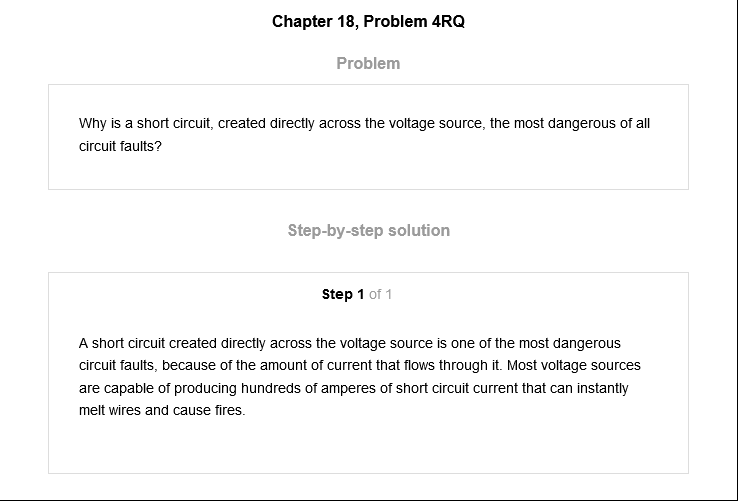 Chapter 18, Problem 4RQ
Problem
Why is a short circuit, created directly across the voltage source, the most dangerous of all
circuit faults?
Step-by-step solution
Step 1 of 1
A short circuit created directly across the voltage source is one of the most dangerous
circuit faults, because of the amount of current that flows through it. Most voltage sources
are capable of producing hundreds of amperes of short circuit current that can instantly
melt wires and cause fires.